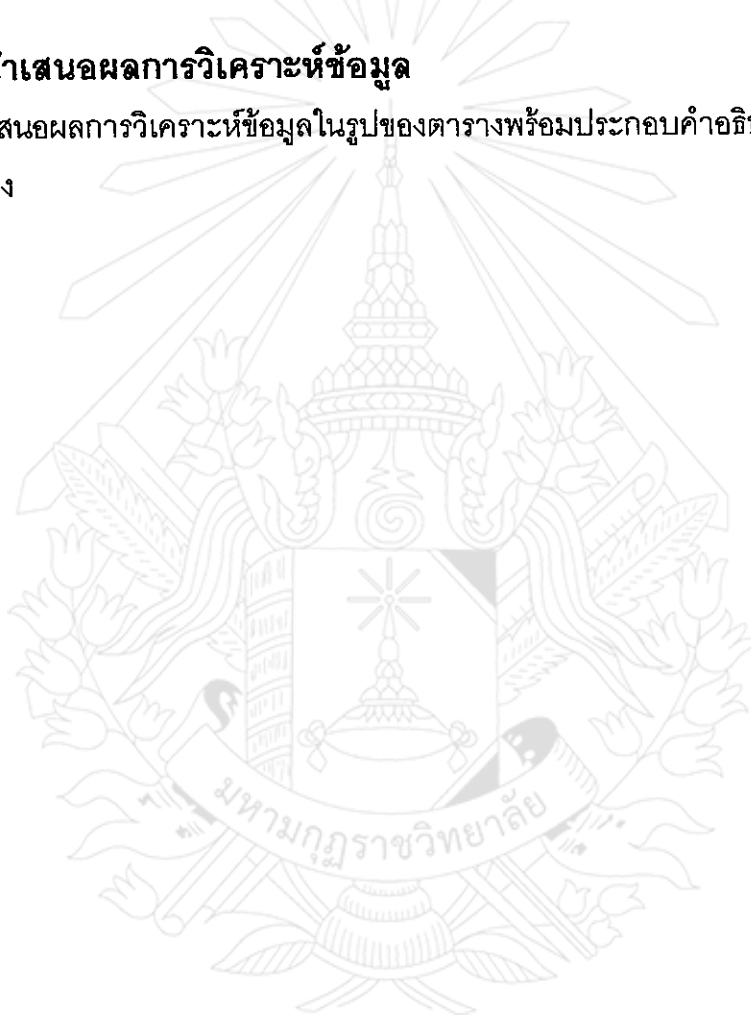 าเสนอผลการวิเคราะห์ข้อมูล
สนอผลการวิเคราะห์ข้อมูลในรูปของตารางพร้อมประกอบคำอธิ
ง
มหามกุฏราชวิทยาลัย